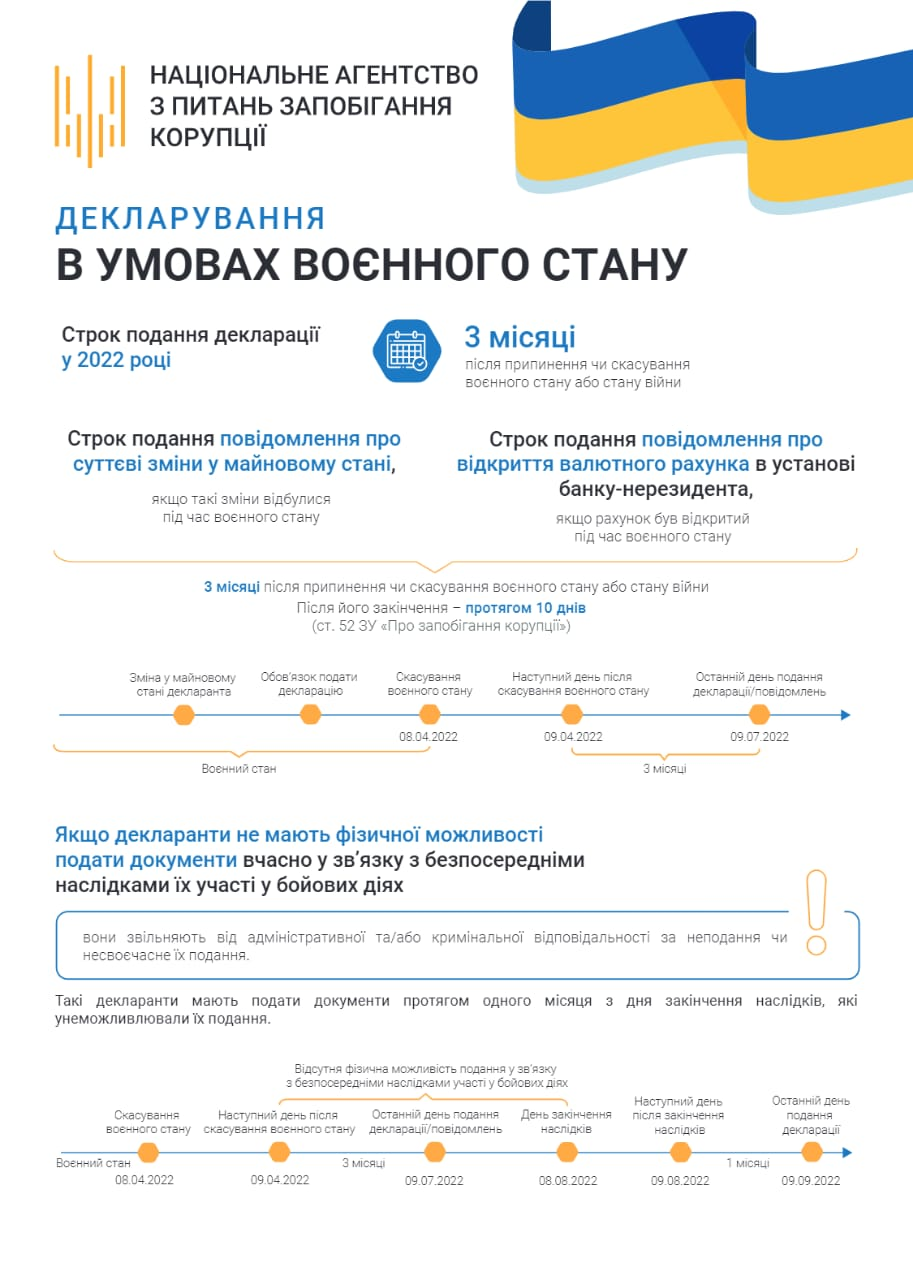 НАЦІОНАЛЬНЕ АГЕНТСТВО
З ПИТАНЬ ЗАПОБІГАННЯ
КОРУПЦІЇ
ДЕКЛАРУВАННЯ
В УМОВАХ ВОЄННОГО СТАНУ
Строк подання декларації
у 2022 році
3 місяці
після припинення чи скасування
воєнного стану або стану війни
Строк подання повідомлення про
суттєві зміни у майновому стані,
якщо такі зміни відбулися
під час воєнного стану
Строк подання повідомлення про
відкриття валютного рахунка в установі
банку-нерезидента,
якщо рахунок був відкритий
під час воєнного стану
3 місяці після припинення чи скасування воєнного стану або стану війни
Після його закінчення – протягом 10 днів
(ст. 52 ЗУ «Про запобігання корупції»)
Зміна у майновому
стані декларанта
Обов'язок подати
декларацію
Скасування
воєнного стану
Наступний день після
скасування воєнного стану
Останній день подання
декларації/повідомлень
08.04.2022
09.04.2022
09.07.2022
Воєнний стан
3 місяці
Якщо декларанти не мають фізичної можливості
подати документи вчасно у зв’язку з безпосередніми
наслідками їх участі у бойових діях
вони звільняють від адміністративної та/або кримінальної відповідальності за неподання чи
несвоєчасне їх подання.
Такі декларанти мають подати документи протягом одного місяця з дня закінчення наслідків, які
унеможливлювали їх подання.
Відсутня фізична можливість подання у зв'язку
з безпосередніми наслідками участі у бойових діях
Скасування
воєнного стану
Наступний день після
скасування воєнного стану
Останній день подання
декларації/повідомлень
День закінчення
наслідків
Наступний день
після закінчення
наслідків
Останній день
подання
декларації
Воєнний стан
3 місяці
1 місяць
08.04.2022
09.04.2022
09.07.2022
08.08.2022
09.08.2022
09.09.2022